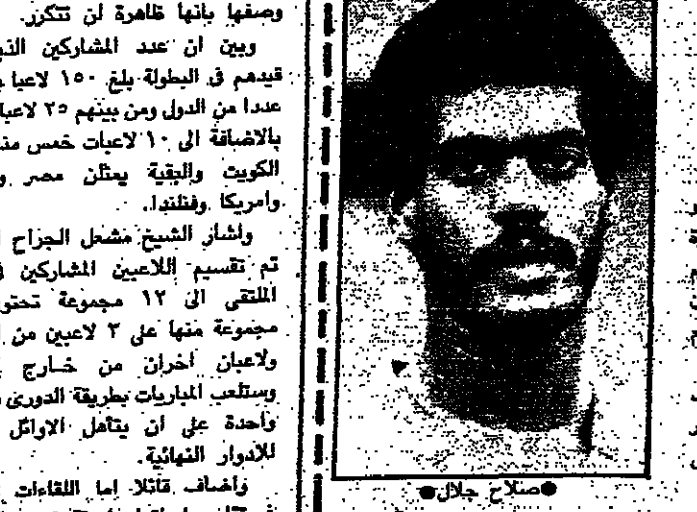 وصفها بأنها ظاهرة لن تتكرر.
وبين ان عدد المشاركين
قيدهم في البطولة بلغ ١٥٠ لاعبا
عددا من الدول ومن بينهم ٢٥ لاعبا
بالاضافة الى ١٠ لاعبات خمس
الكويت والبقية يمثلن مصر
وامريكا وفنلندا.
واشار الشيخ مشعل الجراح
تم تقسيم اللاعبين المشاركين
الملتقى الى ١٢ مجموعة
مجموعة منها على ٣ لاعبين من
ولاعبان اخران من خارج
وستلعب المباريات بطريقة الدوري
واحدة على ان يتأهل الاوائل
للادوار النهائية.
واضاف قائلا اما اللقاءات
●صلاح جلال●